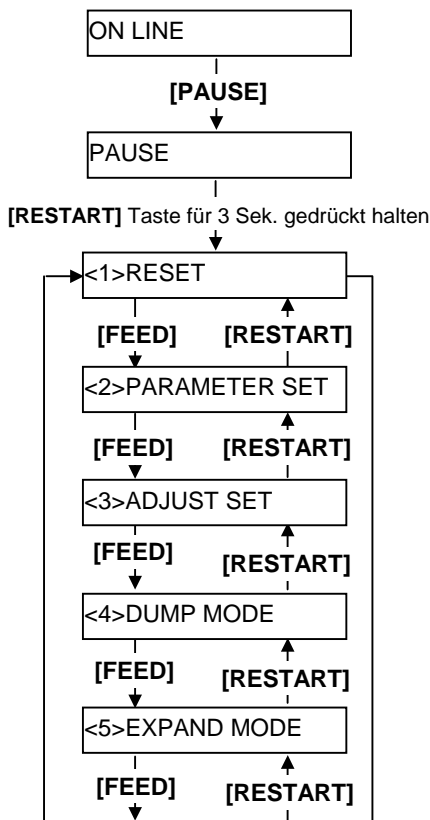 ON LINE
[PAUSE]
PAUSE
[RESTART] Taste für 3 Sek. gedrückt halten
<1>RESET
[FEED] [RESTART]
<2>PARAMETER SET
[FEED] [RESTART]
<3>ADJUST SET
[FEED] [RESTART]
<4>DUMP MODE
[FEED] [RESTART]
<5>EXPAND MODE
[FEED] [RESTART]